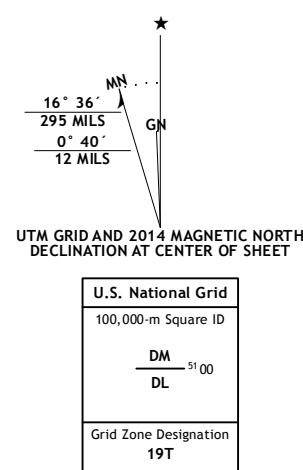 ★
MN
GN
16° 36´
295 MILS
0° 40´
12 MILS
UTM GRID AND 2014 MAGNETIC NORTH
DECLINATION AT CENTER OF SHEET
U.S. National Grid
100,000-m Square ID
DM
51 00
DL
Grid Zone Designation
19T